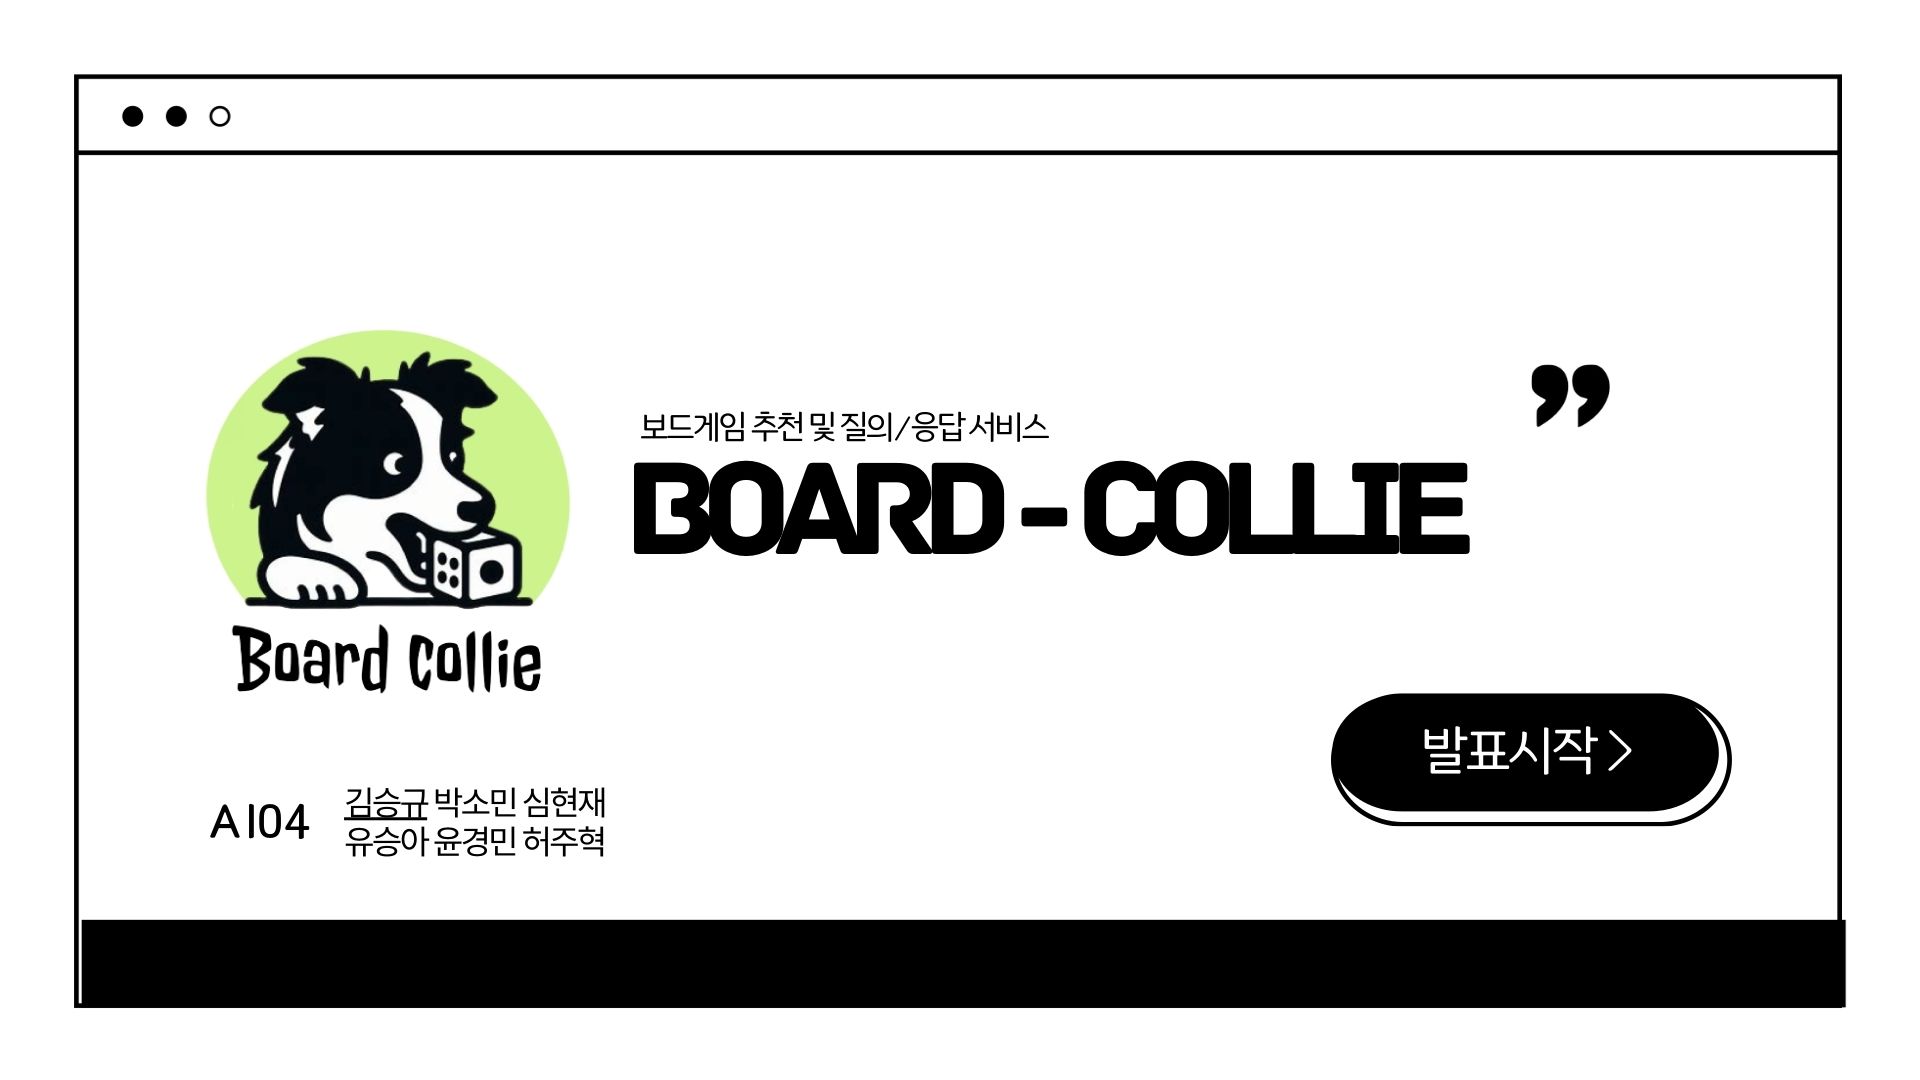 보드게임 추천 및 질의/응답 서비스
BOARD - COLLIE
”
Board Collie
발표시작 >
AI04
김승규 박소민 심현재
유승아 윤경민 허주혁